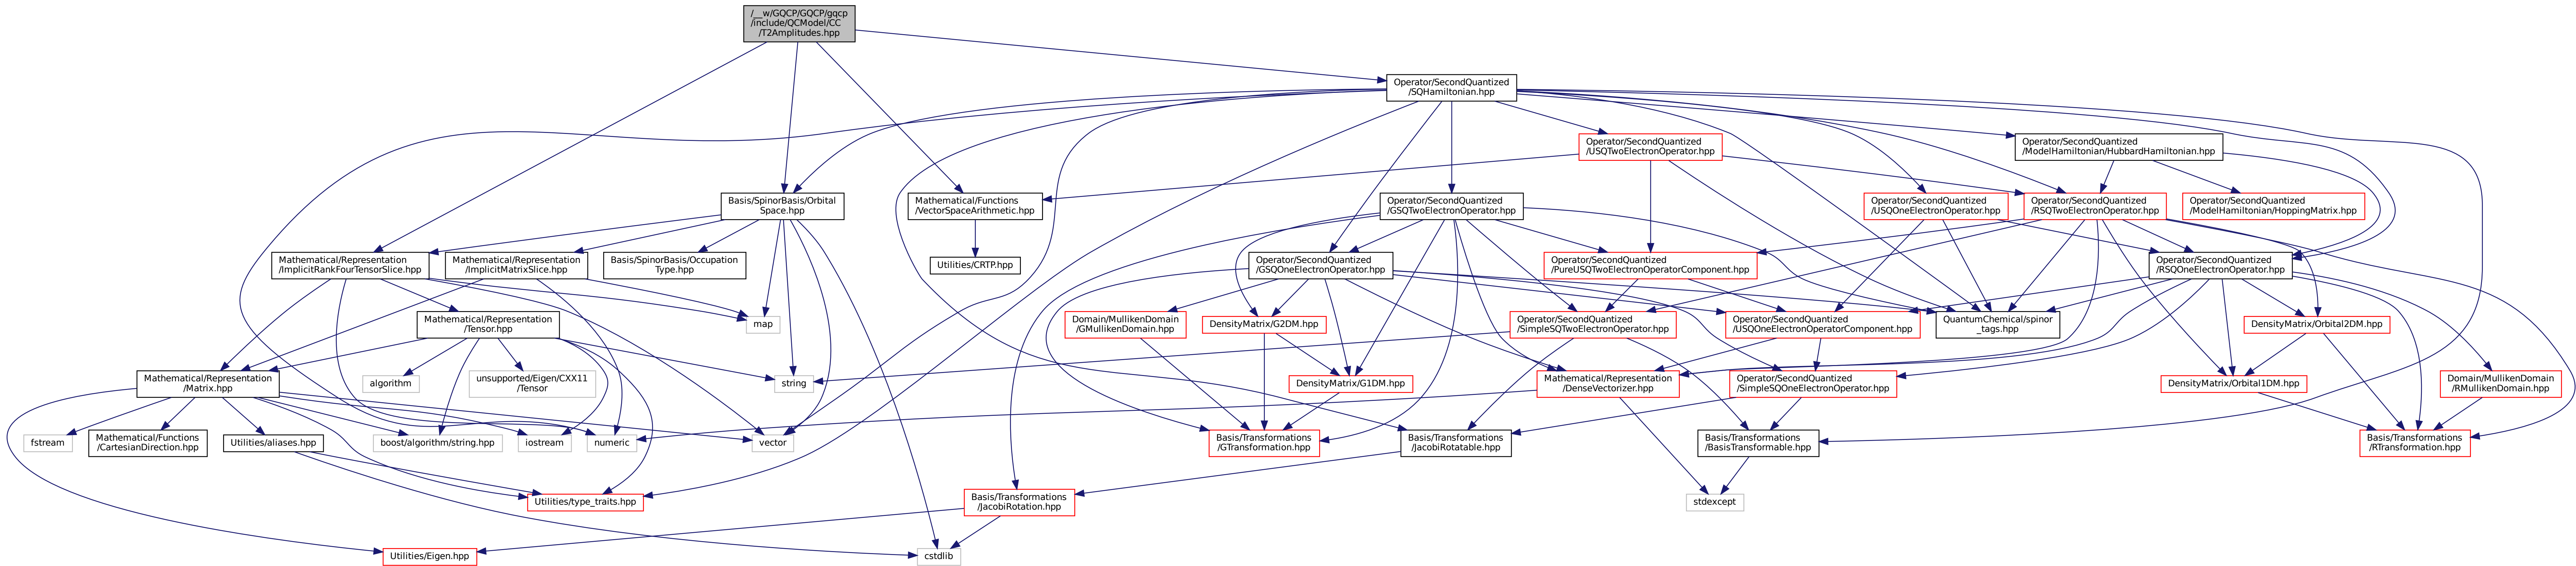 /__w/GQCP/GQCP/gqcp
/include/QCModel/CC
/T2Amplitudes.hpp
Operator/SecondQuantized
/SQHamiltonian.hpp
Operator/SecondQuantized
/USQTwoElectronOperator.hpp
Operator/SecondQuantized
/ModelHamiltonian/HubbardHamiltonian.hpp
Basis/SpinorBasis/Orbital
Space.hpp
Mathematical/Functions
/VectorSpaceArithmetic.hpp
Operator/SecondQuantized
/GSQTwoElectronOperator.hpp
Operator/SecondQuantized
/USQOneElectronOperator.hpp
Operator/SecondQuantized
/RSQTwoElectronOperator.hpp
Operator/SecondQuantized
/ModelHamiltonian/HoppingMatrix.hpp
Mathematical/Representation
/ImplicitRankFourTensorSlice.hpp
Mathematical/Representation
/ImplicitMatrixSlice.hpp
Basis/SpinorBasis/Occupation
Type.hpp
Utilities/CRTP.hpp
Operator/SecondQuantized
/GSQOneElectronOperator.hpp
Operator/SecondQuantized
/PureUSQTwoElectronOperatorComponent.hpp
Operator/SecondQuantized
/RSQOneElectronOperator.hpp
Mathematical/Representation
/Tensor.hpp
map
Domain/MullikenDomain
/GMullikenDomain.hpp
DensityMatrix/G2DM.hpp
Operator/SecondQuantized
/SimpleSQTwoElectronOperator.hpp
Operator/SecondQuantized
/USQOneElectronOperatorComponent.hpp
QuantumChemical/spinor
_tags.hpp
DensityMatrix/Orbital2DM.hpp
Mathematical/Representation
/Matrix.hpp
algorithm
unsupported/Eigen/CXX11
/Tensor
string
DensityMatrix/G1DM.hpp
Mathematical/Representation
/DenseVectorizer.hpp
Operator/SecondQuantized
/SimpleSQOneElectronOperator.hpp
DensityMatrix/Orbital1DM.hpp
Domain/MullikenDomain
/RMullikenDomain.hpp
fstream
Mathematical/Functions
/CartesianDirection.hpp
Utilities/aliases.hpp
boost/algorithm/string.hpp
iostream
numeric
vector
Basis/Transformations
/GTransformation.hpp
Basis/Transformations
/JacobiRotatable.hpp
Basis/Transformations
/BasisTransformable.hpp
Basis/Transformations
/RTransformation.hpp
Utilities/type_traits.hpp
Basis/Transformations
/JacobiRotation.hpp
stdexcept
Utilities/Eigen.hpp
cstdlib